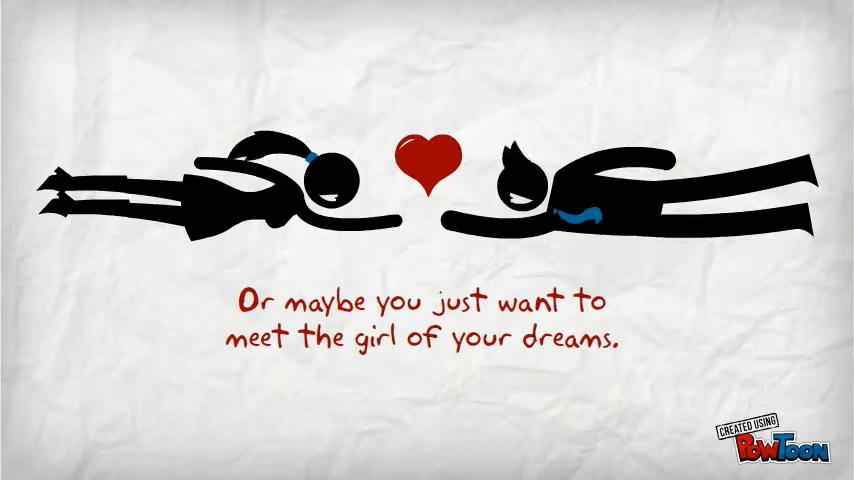 Or maybe you just want to
meet the girl of your dreams.
CREATED USING
POWTOON